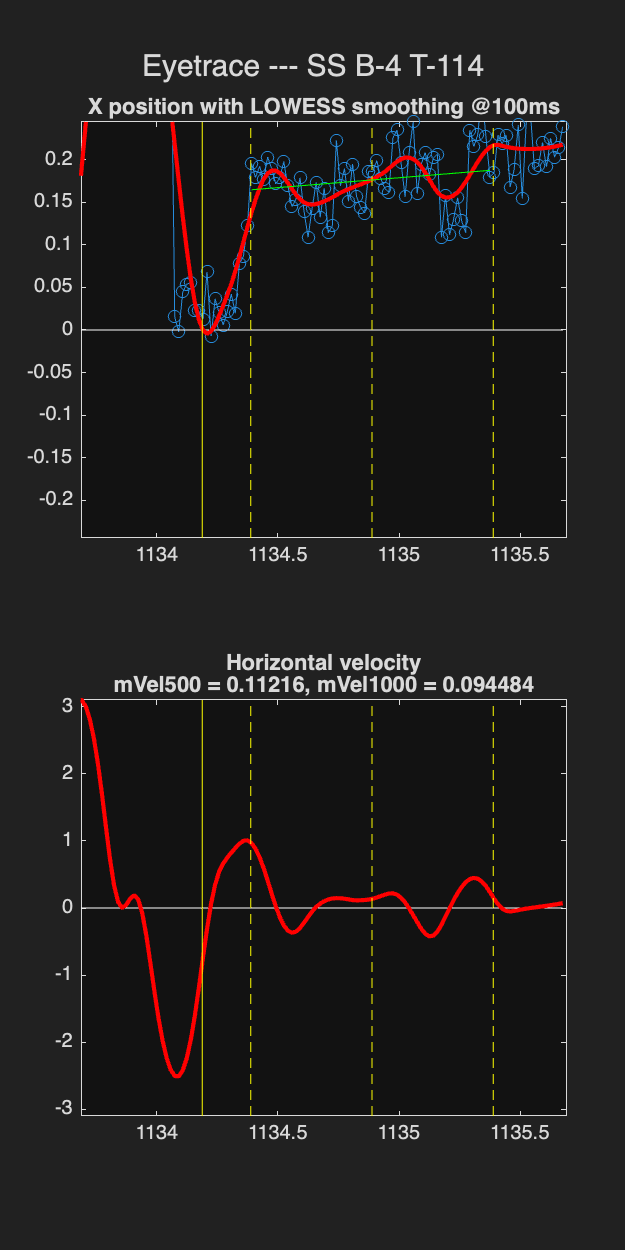 Eyetrace --- SS B-4 T-114
X position with LOWESS smoothing @100ms
0.2
0.15
0.1
0.05
0
-0.05
-0.1
-0.15
-0.2
1134 1134.5 1135 1135.5
Horizontal velocity
mVel500 = 0.11216, mVel1000 = 0.094484
3
2
1
0
-1
-2
-3
1134 1134.5 1135 1135.5